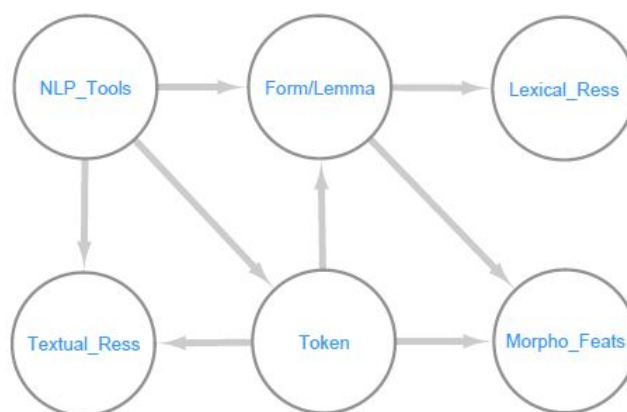 NLP_Tools
Form/Lemma
Lexical_Ress
Textual_Ress
Token
Morpho_Feats